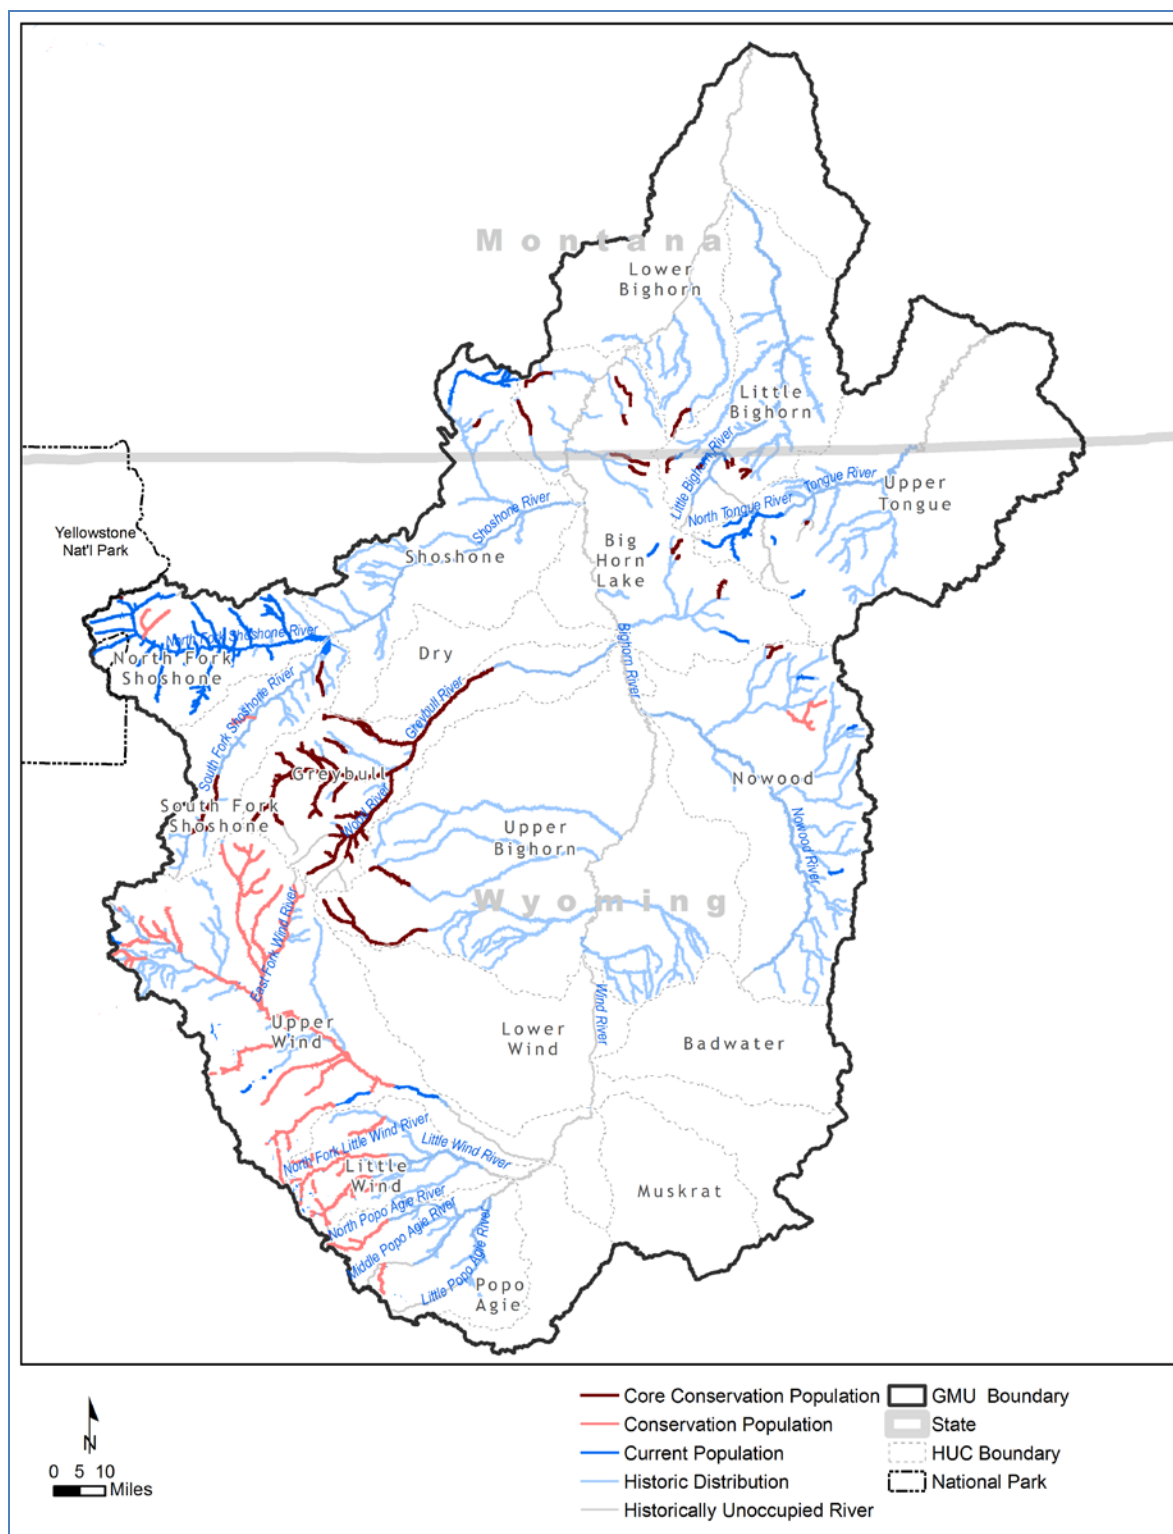 Montana
Lower
Bighorn
Little
Bighorn
Little Bighorn River
Tongue River
North Tongue River
Upper
Tongue
Yellowstone
Nat'l Park
Shoshone River
Shoshone
Big
Horn
Lake
North Fork Shoshone River
North Fork
Shoshone
Dry
Bighorn River
South Fork Shoshone River
Greybull River
Greybull
Nowood
South Fork
Shoshone
Wood River
Upper
Bighorn
Nowood River
Wyoming
East Fork Wind River
Upper
Wind
Lower
Wind
Wind River
Badwater
North Fork Little Wind River
Little Wind River
Little
Wind
Muskrat
North Popo Agie River
Middle Popo Agie River
Little Popo Agie River
Popo
Agie
N
0 5 10
Miles
Core Conservation Population
Conservation Population
Current Population
Historic Distribution
Historically Unoccupied River
GMU Boundary
State
HUC Boundary
National Park